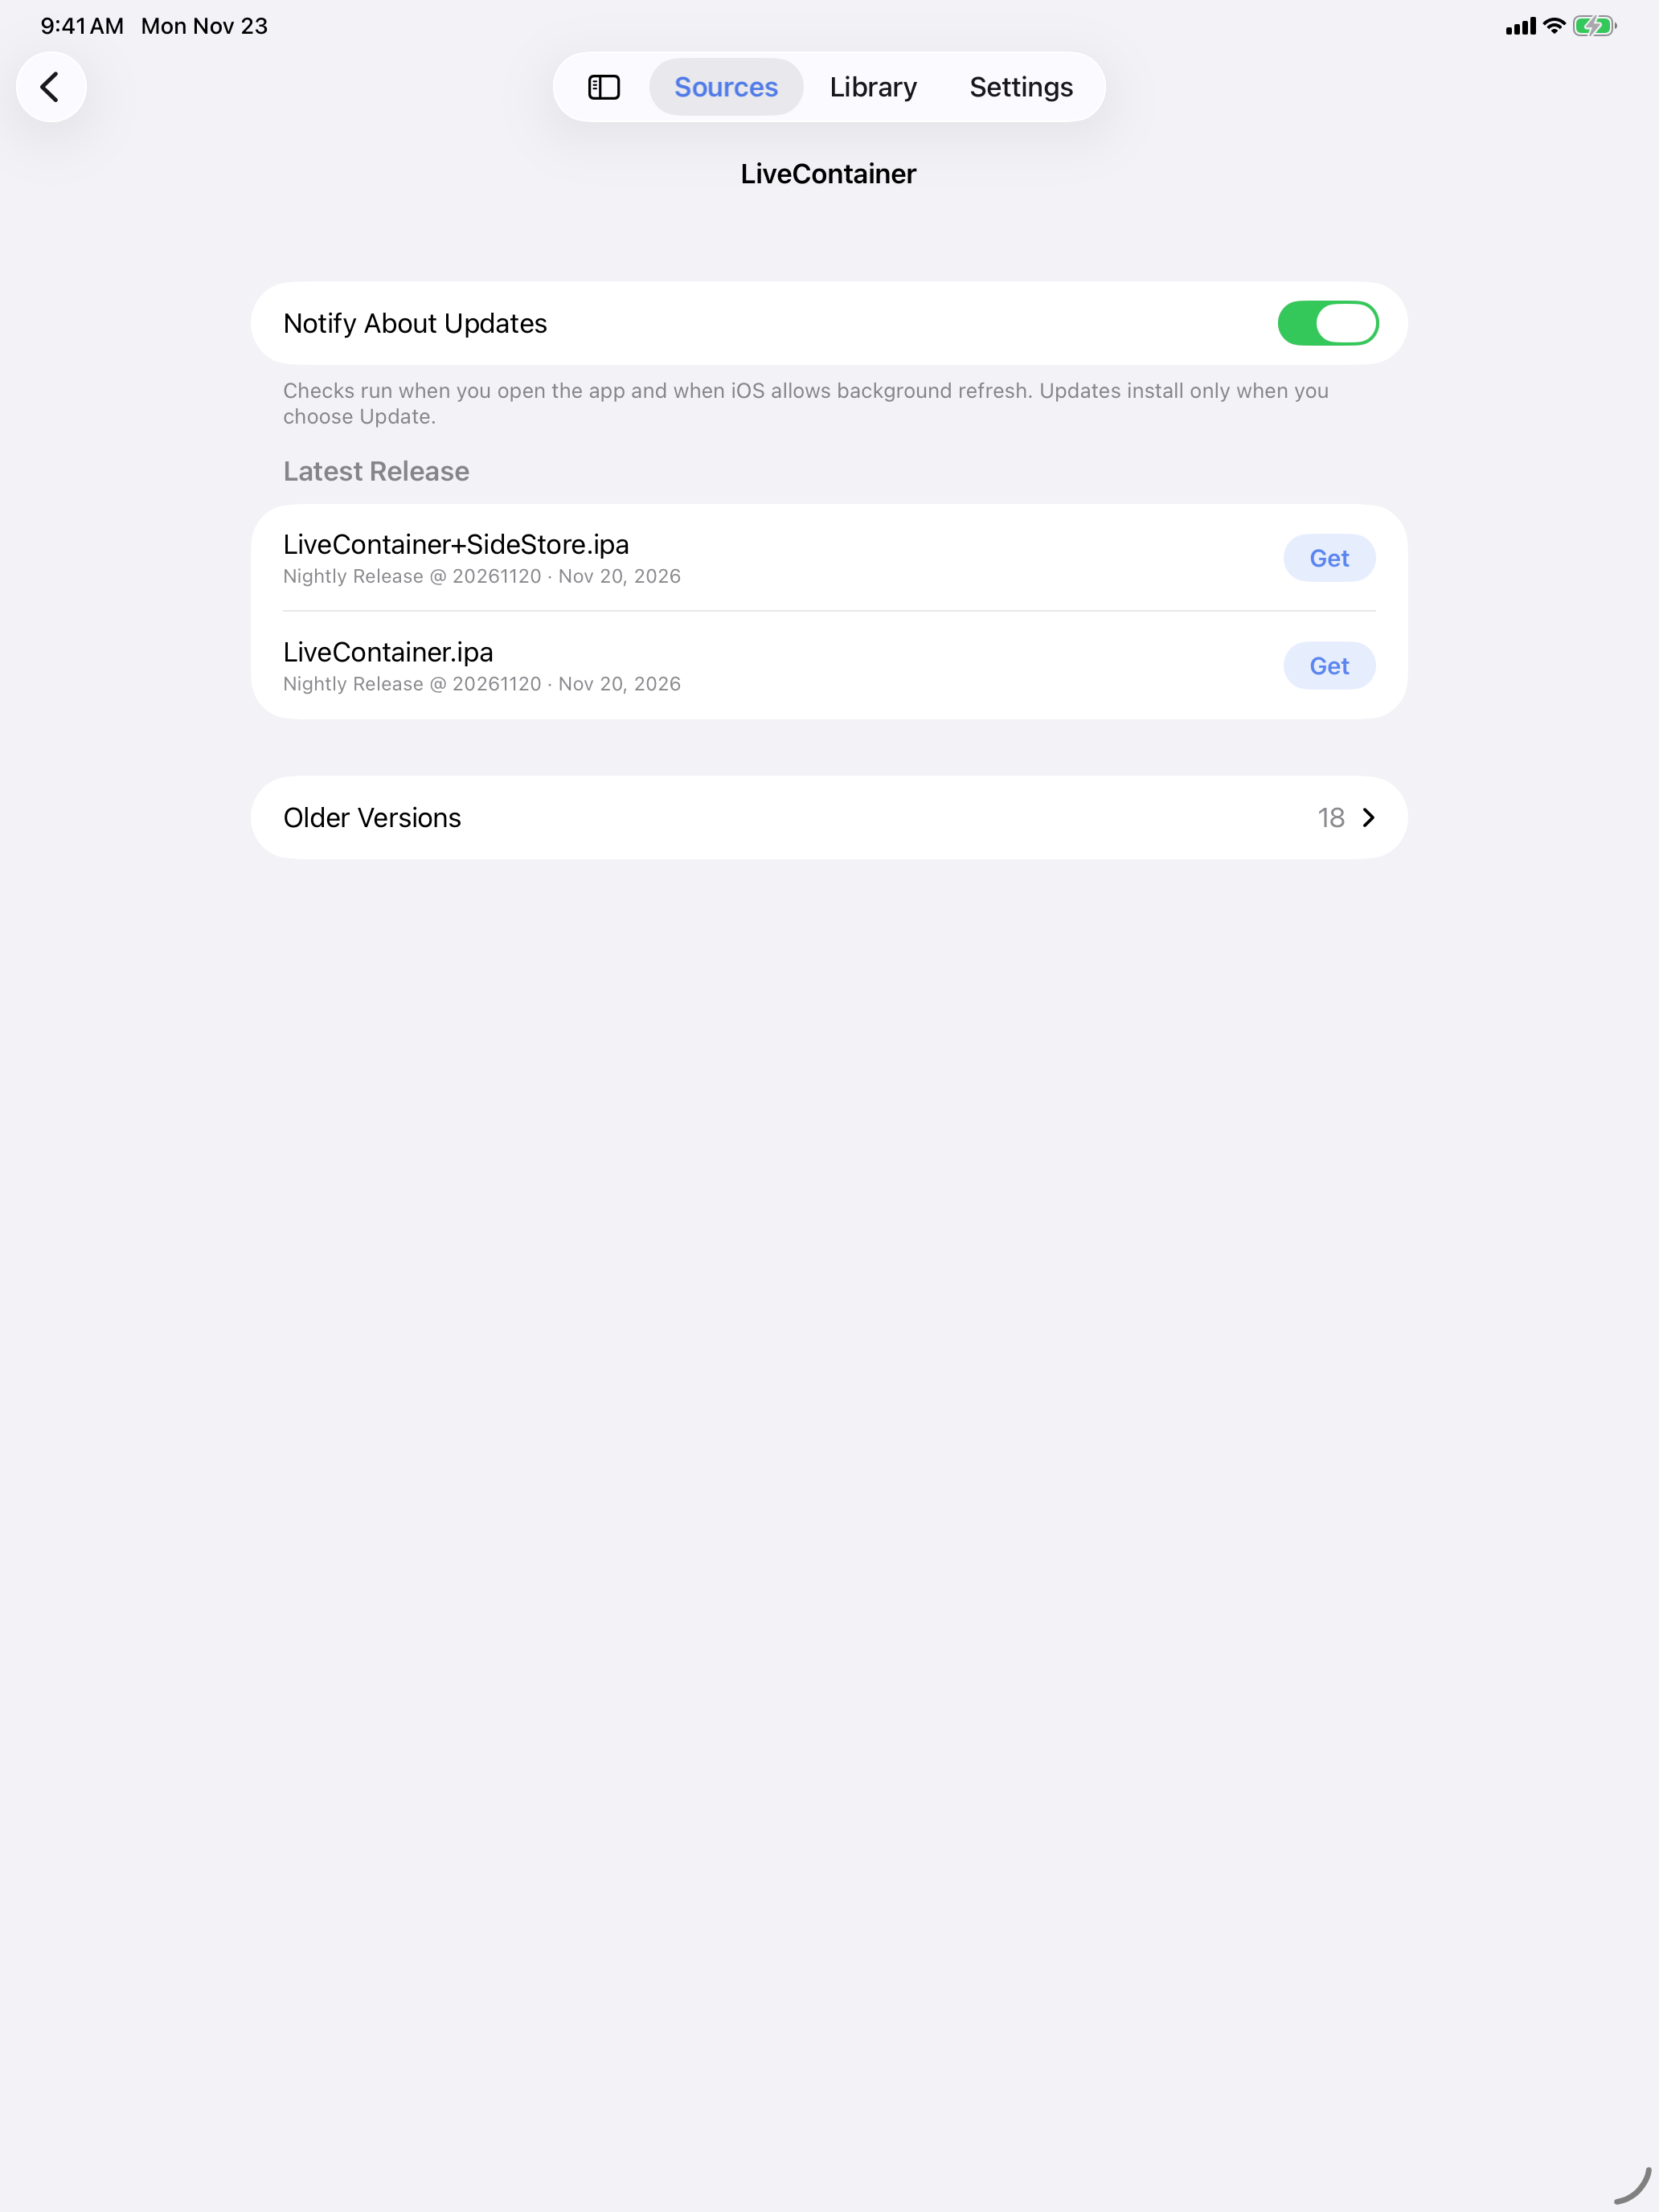 9:41 AM Mon Nov 23
Sources Library Settings
LiveContainer
Notify About Updates
Checks run when you open the app and when iOS allows background refresh. Updates install only when you
choose Update.
Latest Release
LiveContainer+SideStore.ipa
Nightly Release @ 20261120 · Nov 20, 2026
Get
LiveContainer.ipa
Nightly Release @ 20261120 · Nov 20, 2026
Get
Older Versions 18